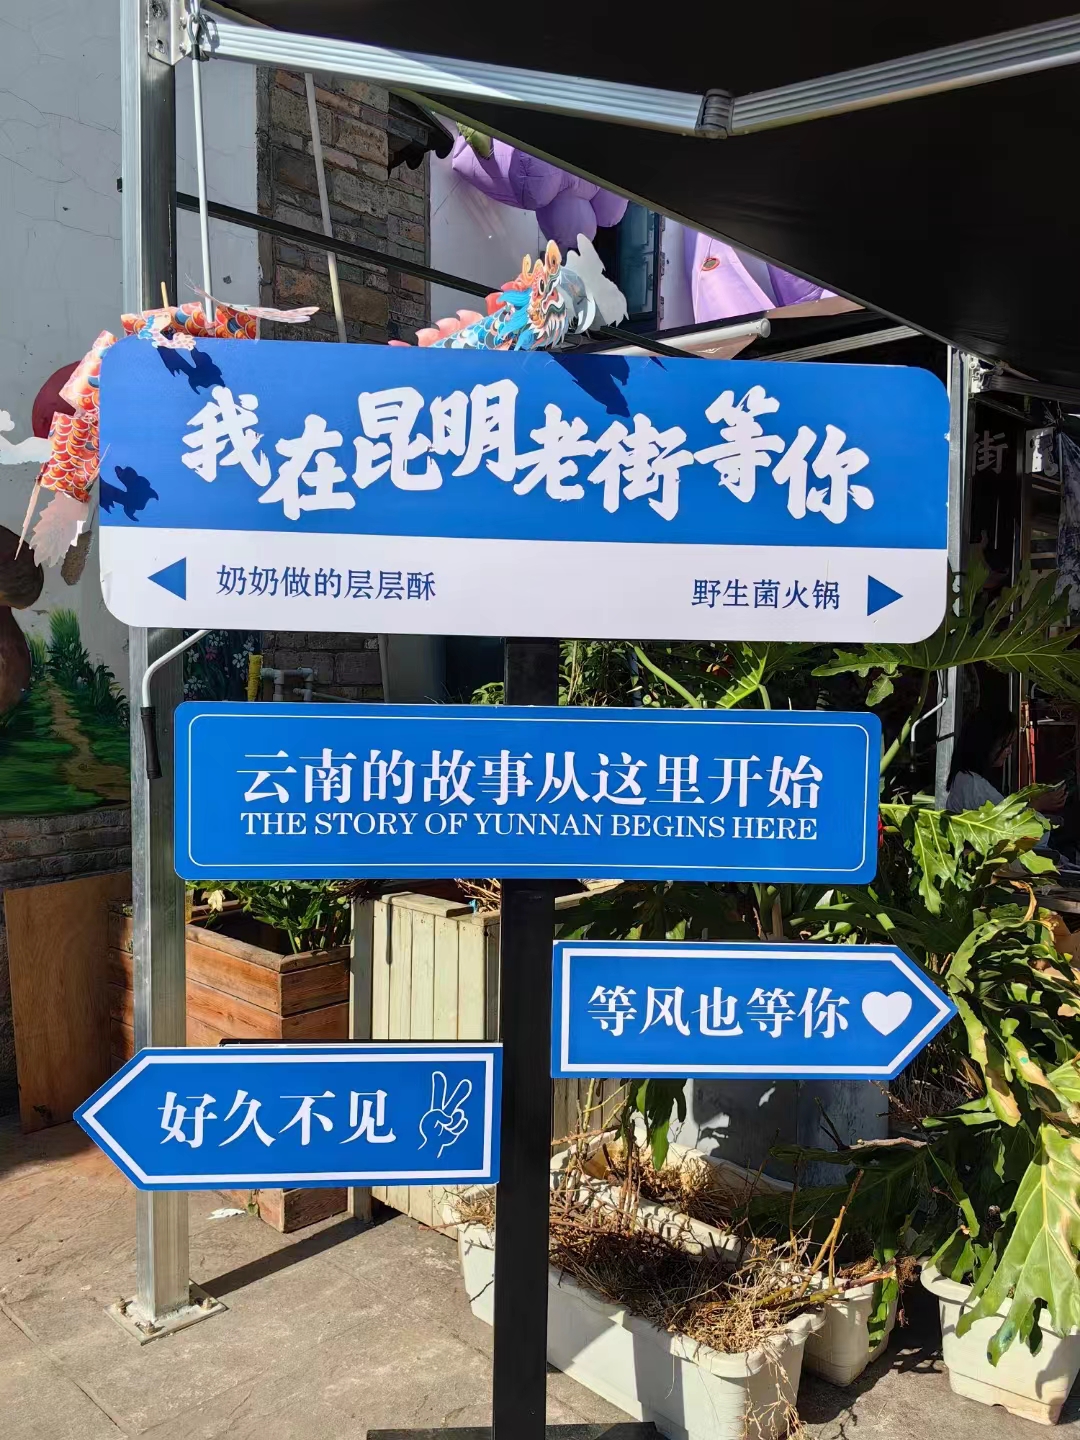 我在昆明老街等你
奶奶做的层层酥
野生菌火锅
云南的故事从这里开始
THE STORY OF YUNNAN BEGINS HERE
等风也等你
好久不见
街